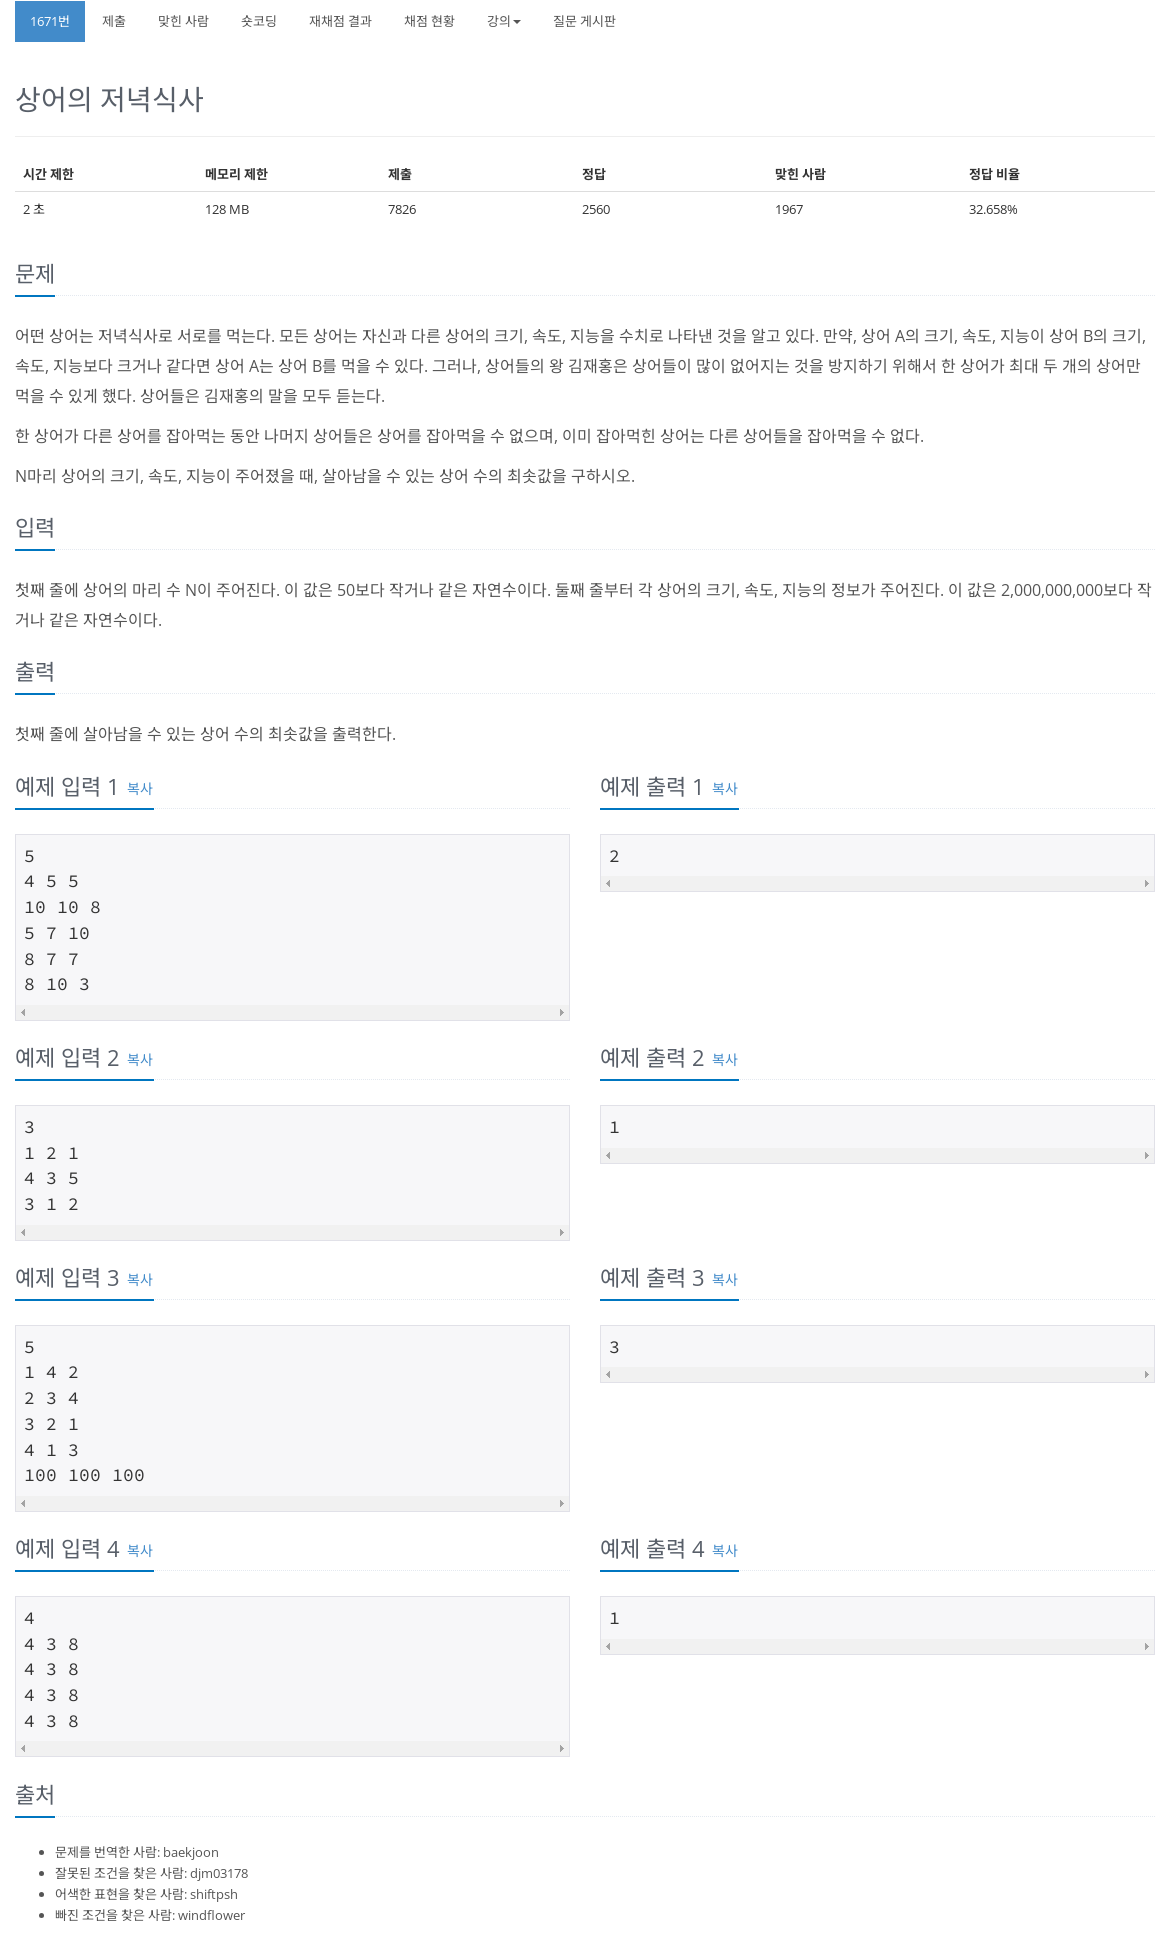 1671번 제출 맞힌 사람 숏코딩 재채점 결과 채점 현황 강의 질문 게시판
상어의 저녁식사
시간 제한 메모리 제한 제출 정답 맞힌 사람 정답 비율
2 초 128 MB 7826 2560 1967 32.658%
문제
어떤 상어는 저녁식사로 서로를 먹는다. 모든 상어는 자신과 다른 상어의 크기, 속도, 지능을 수치로 나타낸 것을 알고 있다. 만약, 상어 A의 크기, 속도, 지능이 상어 B의 크기,
속도, 지능보다 크거나 같다면 상어 A는 상어 B를 먹을 수 있다. 그러나, 상어들의 왕 김재홍은 상어들이 많이 없어지는 것을 방지하기 위해서 한 상어가 최대 두 개의 상어만
먹을 수 있게 했다. 상어들은 김재홍의 말을 모두 듣는다.
한 상어가 다른 상어를 잡아먹는 동안 나머지 상어들은 상어를 잡아먹을 수 없으며, 이미 잡아먹힌 상어는 다른 상어들을 잡아먹을 수 없다.
N마리 상어의 크기, 속도, 지능이 주어졌을 때, 살아남을 수 있는 상어 수의 최솟값을 구하시오.
입력
첫째 줄에 상어의 마리 수 N이 주어진다. 이 값은 50보다 작거나 같은 자연수이다. 둘째 줄부터 각 상어의 크기, 속도, 지능의 정보가 주어진다. 이 값은 2,000,000,000보다 작
거나 같은 자연수이다.
출력
첫째 줄에 살아남을 수 있는 상어 수의 최솟값을 출력한다.
예제 입력 1 복사
5
4 5 5
10 10 8
5 7 10
8 7 7
8 10 3
예제 출력 1 복사
2
예제 입력 2 복사
3
1 2 1
4 3 5
3 1 2
예제 출력 2 복사
1
예제 입력 3 복사
5
1 4 2
2 3 4
3 2 1
4 1 3
100 100 100
예제 출력 3 복사
3
예제 입력 4 복사
4
4 3 8
4 3 8
4 3 8
4 3 8
예제 출력 4 복사
1
출처
문제를 번역한 사람: baekjoon
잘못된 조건을 찾은 사람: djm03178
어색한 표현을 찾은 사람: shiftpsh
빠진 조건을 찾은 사람: windflower